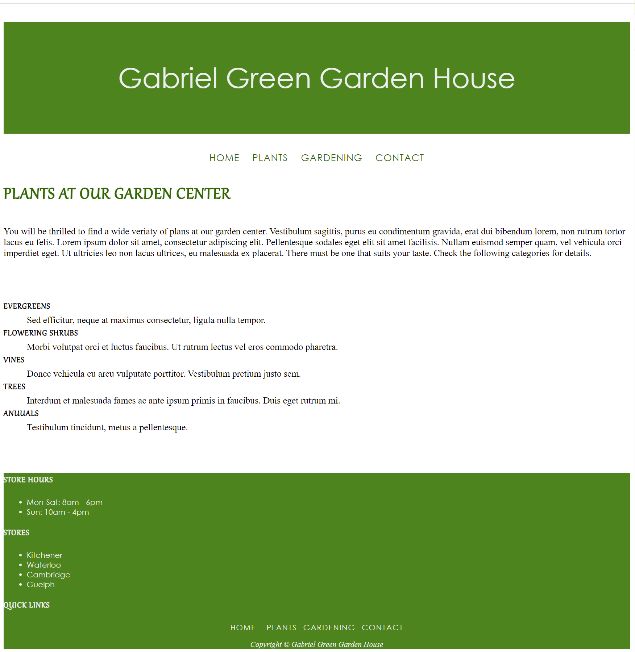 Gabriel Green Garden House
HOME PLANTS GARDENING CONTACT
PLANTS AT OUR GARDEN CENTER
You will be thrilled to find a wide veriaty of plans at our garden center. Vestibulum sagittis, purus eu condimentum gravida, erat dui bibendum lorem, non rutrum tortor
lacus eu felis. Lorem ipsum dolor sit amet, consectetur adipiscing elit. Pellentesque sodales eget elit sit amet facilisis. Nullam euismod semper quam, vel vehicula orci
imperdiet eget. Ut ultricies leo non lacus ultrices, eu malesuada ex placerat. There must be one that suits your taste. Check the following categories for details.
EVERGREENS
Sed efficitur, neque at maximus consectetur, ligula nulla tempor.
FLOWERING SHRUBS
Morbi volutpat orci et luctus faucibus. Ut rutrum lectus vel eros commodo pharetra.
VINES
Donec vehicula eu arcu vulputate porttitor. Vestibulum pretium justo sem.
TREES
Interdum et malesuada fames ac ante ipsum primis in faucibus. Duis eget rutrum mi.
ANUUALS
Testibulum tincidunt, metus a pellentesque.
STORE HOURS
• Mon-Sat: 8am - 6pm
• Sun: 10am - 4pm
STORES
• Kitchener
• Waterloo
• Cambridge
• Guelph
QUICK LINKS
HOME PLANTS GARDENING CONTACT
Copyright © Gabriel Green Garden House